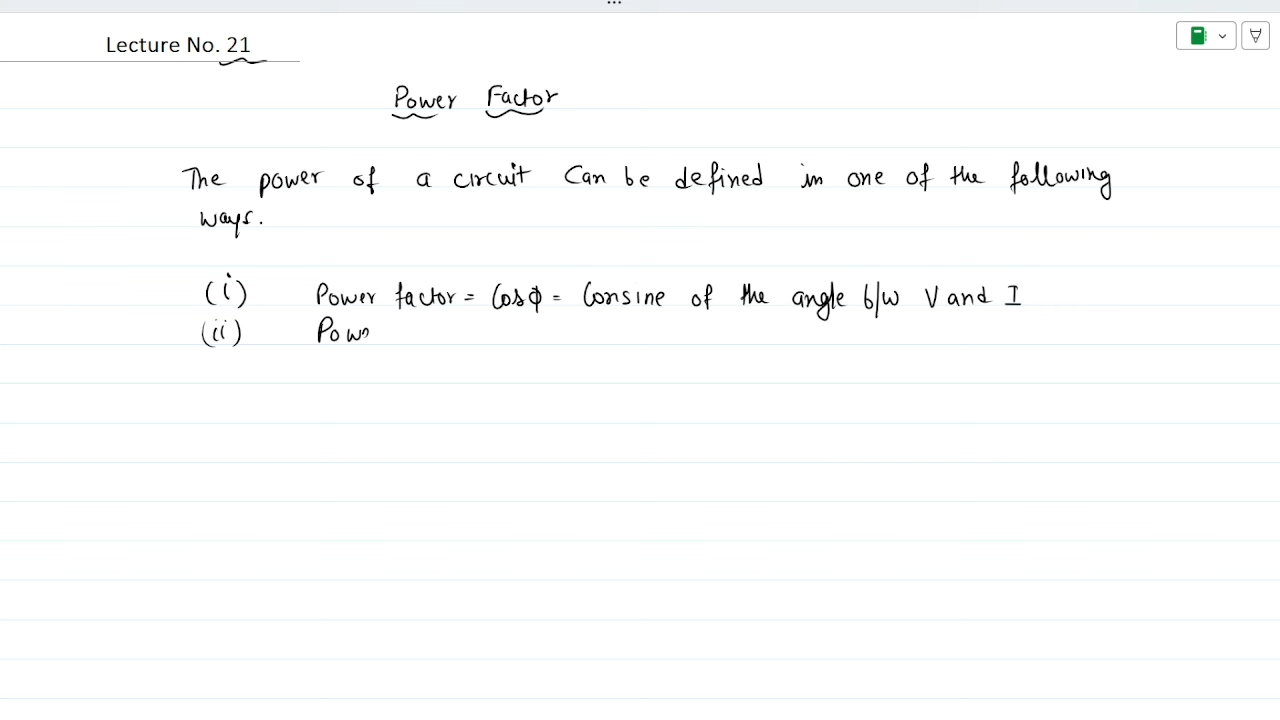 Lecture No. 21
Power Factor
The power of a circuit Can be defined in one of the following
ways.
(i) Power factor = Cosϕ = Consine of the angle b/w V and I
(ii) Pow